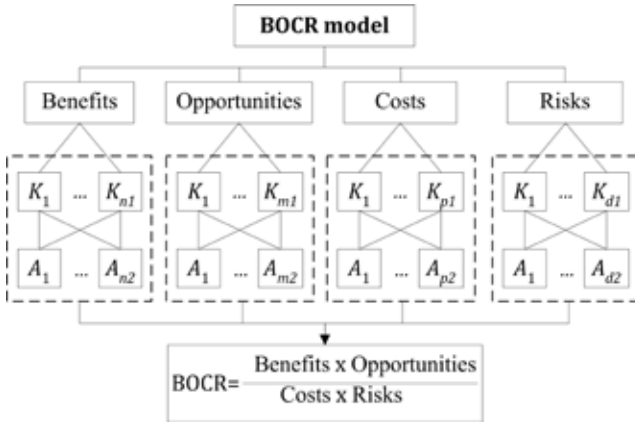 BOCR model
Benefits Opportunities Costs Risks
K1 ... Kn1 K1 ... Km1 K1 ... Kp1 K1 ... Kd1
A1 ... An2 A1 ... Am2 A1 ... Ap2 A1 ... Ad2
Benefits x Opportunities
BOCR=
Costs x Risks